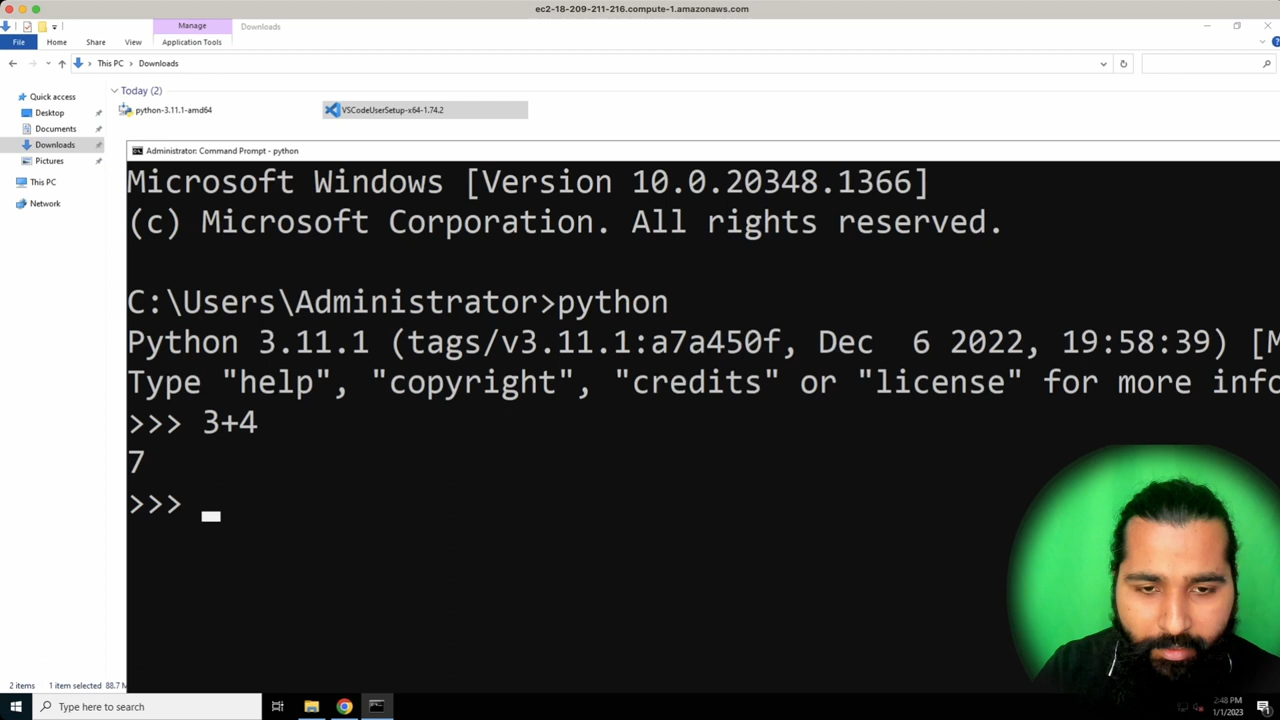 ec2-18-209-211-216.compute-1.amazonaws.com
Manage
Downloads
File
Home
Share
View
Application Tools
This PC
Downloads
Today (2)
Quick access
Desktop
Documents
Downloads
Pictures
This PC
Network
python-3.11.1-amd64
VSCodeUserSetup-x64-1.74.2
Administrator: Command Prompt - python
Microsoft Windows [Version 10.0.20348.1366]
(c) Microsoft Corporation. All rights reserved.
C:\Users\Administrator>python
Python 3.11.1 (tags/v3.11.1:a7a450f, Dec  6 2022, 19:58:39) [M
Type "help", "copyright", "credits" or "license" for more info
>>> 3+4
7
>>>
2 items
1 item selected
88.7 M
Type here to search
2:48 PM
1/1/2023